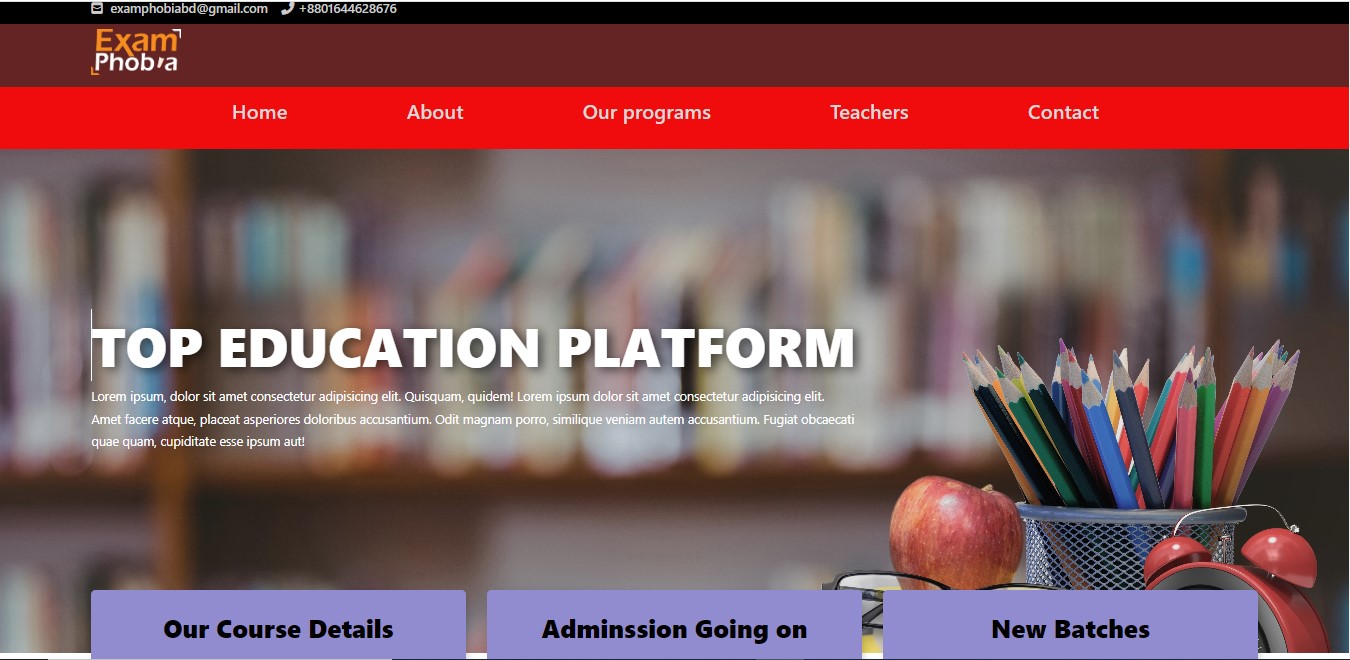 examphobiabd@gmail.com +8801644628676
Exam
Phobia
Home About Our programs Teachers Contact
TOP EDUCATION PLATFORM
Lorem ipsum, dolor sit amet consectetur adipisicing elit. Quisquam, quidem! Lorem ipsum dolor sit amet consectetur adipisicing elit.
Amet facere atque, placeat asperiores doloribus accusantium. Odit magnam porro, similique veniam autem accusantium. Fugiat obcaecati
quae quam, cupiditate esse ipsum aut!
Our Course Details Adminssion Going on New Batches